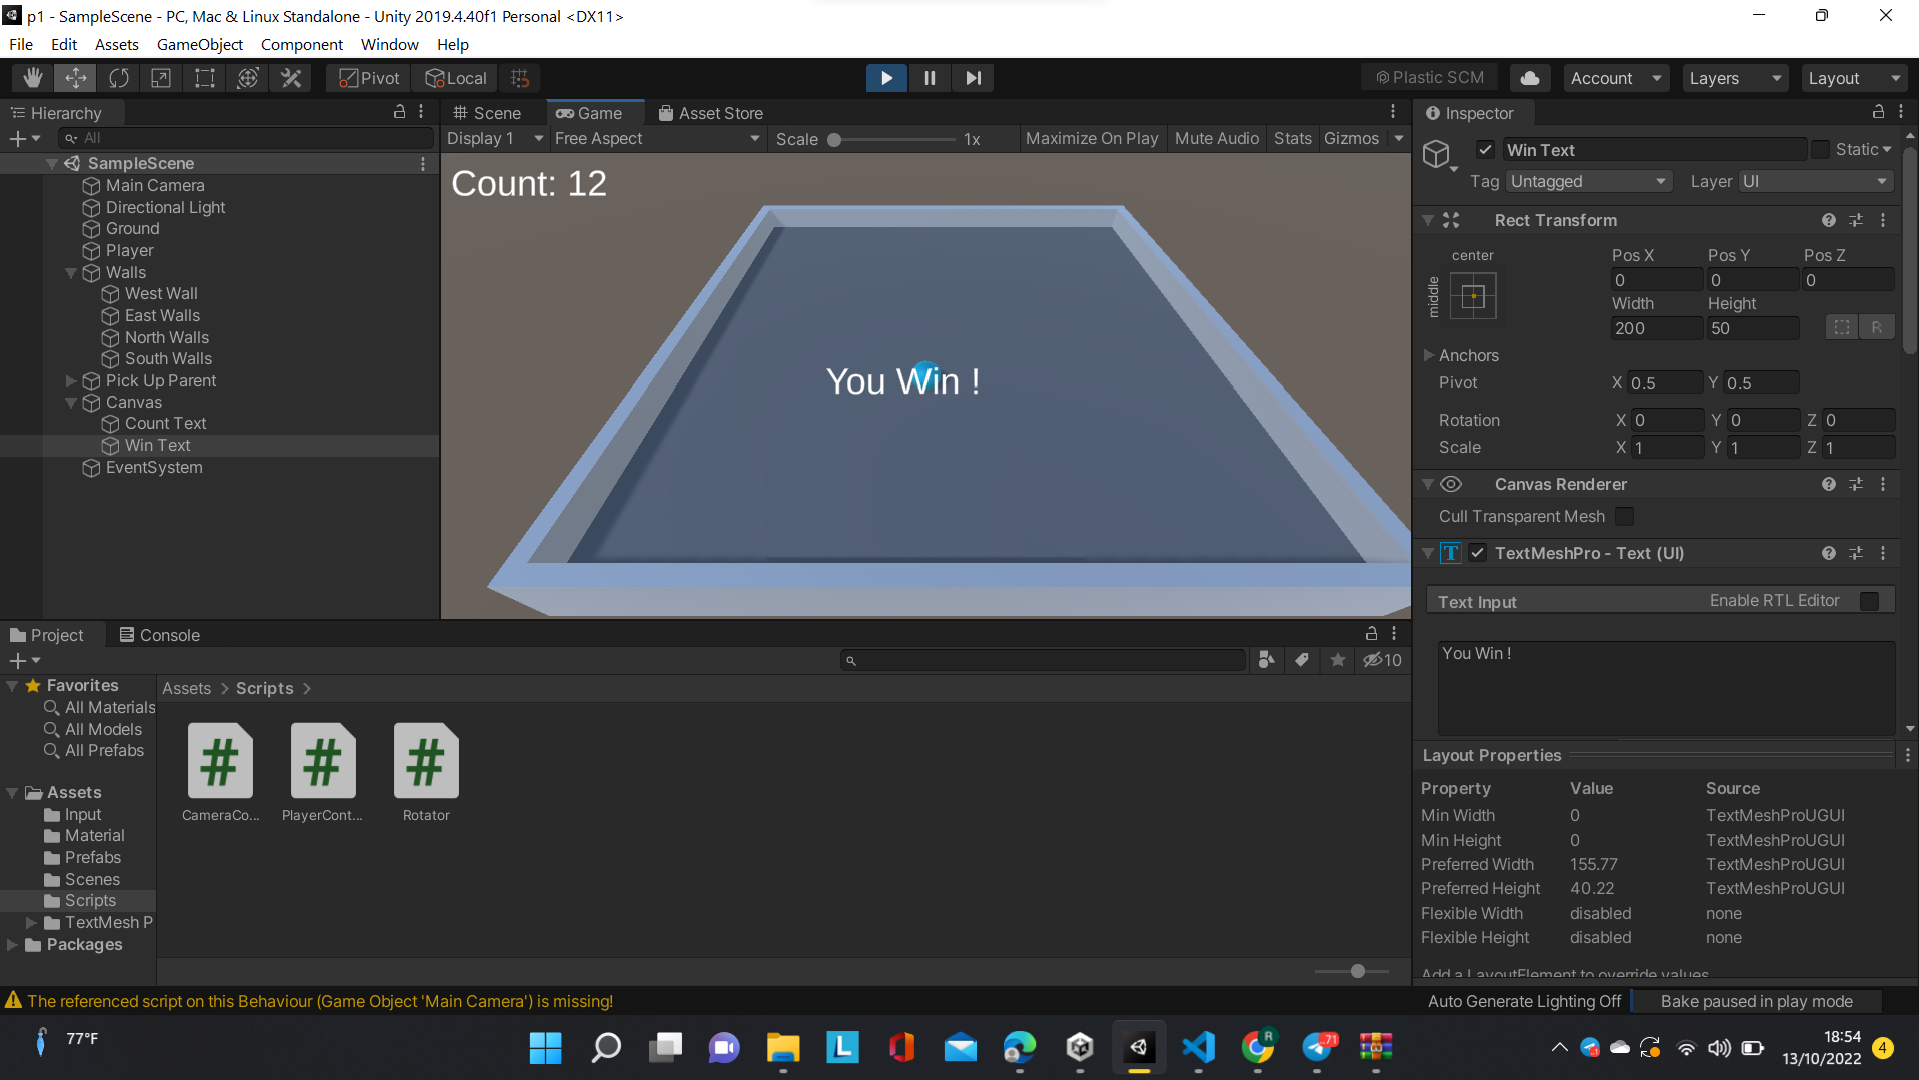 p1 - SampleScene - PC, Mac & Linux Standalone - Unity 2019.4.40f1 Personal <DX11>
File Edit Assets GameObject Component Window Help
Pivot Local Plastic SCM Account Layers Layout
Hierarchy
All
SampleScene
Main Camera
Directional Light
Ground
Player
Walls
West Wall
East Walls
North Walls
South Walls
Pick Up Parent
Canvas
Count Text
Win Text
EventSystem
Scene Game Asset Store
Display 1 Free Aspect Scale 1x Maximize On Play Mute Audio Stats Gizmos
Count: 12
You Win !
Inspector
Win Text Static
Tag Untagged Layer UI
Rect Transform
center
middle
Pos X Pos Y Pos Z
0 0 0
Width Height
200 50 R
Anchors
Pivot X 0.5 Y 0.5
Rotation X 0 Y 0 Z 0
Scale X 1 Y 1 Z 1
Canvas Renderer
Cull Transparent Mesh
T TextMeshPro - Text (UI)
Text Input Enable RTL Editor
You Win !
Layout Properties
Property Value Source
Min Width 0 TextMeshProUGUI
Min Height 0 TextMeshProUGUI
Preferred Width 155.77 TextMeshProUGUI
Preferred Height 40.22 TextMeshProUGUI
Flexible Width disabled none
Flexible Height disabled none
Add a LayoutElement to override values
Project Console
10
Favorites
All Materials
All Models
All Prefabs
Assets
Input
Material
Prefabs
Scenes
Scripts
TextMesh P
Packages
Assets > Scripts >
# # #
CameraCo... PlayerCont... Rotator
The referenced script on this Behaviour (Game Object 'Main Camera') is missing!
Auto Generate Lighting Off Bake paused in play mode
77°F
L
R
71
18:54
13/10/2022
4